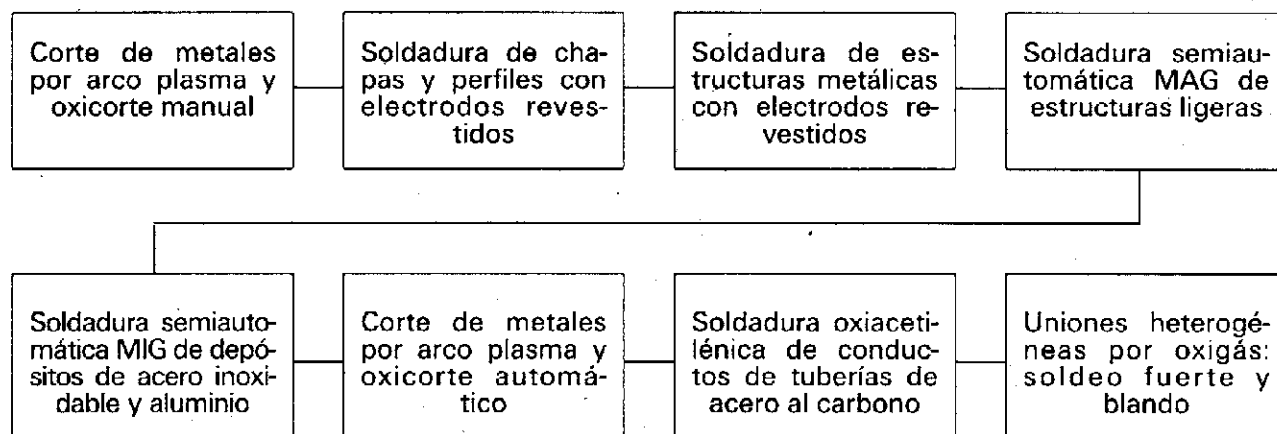 Corte de metales
por arco plasma y
oxicorte manual
Soldadura de cha-
pas y perfiles con
electrodos reves-
tidos
Soldadura de es-
tructuras metálicas
con electrodos re-
vestidos
Soldadura semiau-
tomática MAG de
estructuras ligeras
Soldadura semiauto-
mática MIG de depó-
sitos de acero inoxi-
dable y aluminio
Corte de metales
por arco plasma y
oxicorte automá-
tico
Soldadura oxiaceti-
lénica de conduc-
tos de tuberías de
acero al carbono
Uniones heterogé-
neas por oxigás:
soldeo fuerte y
blando